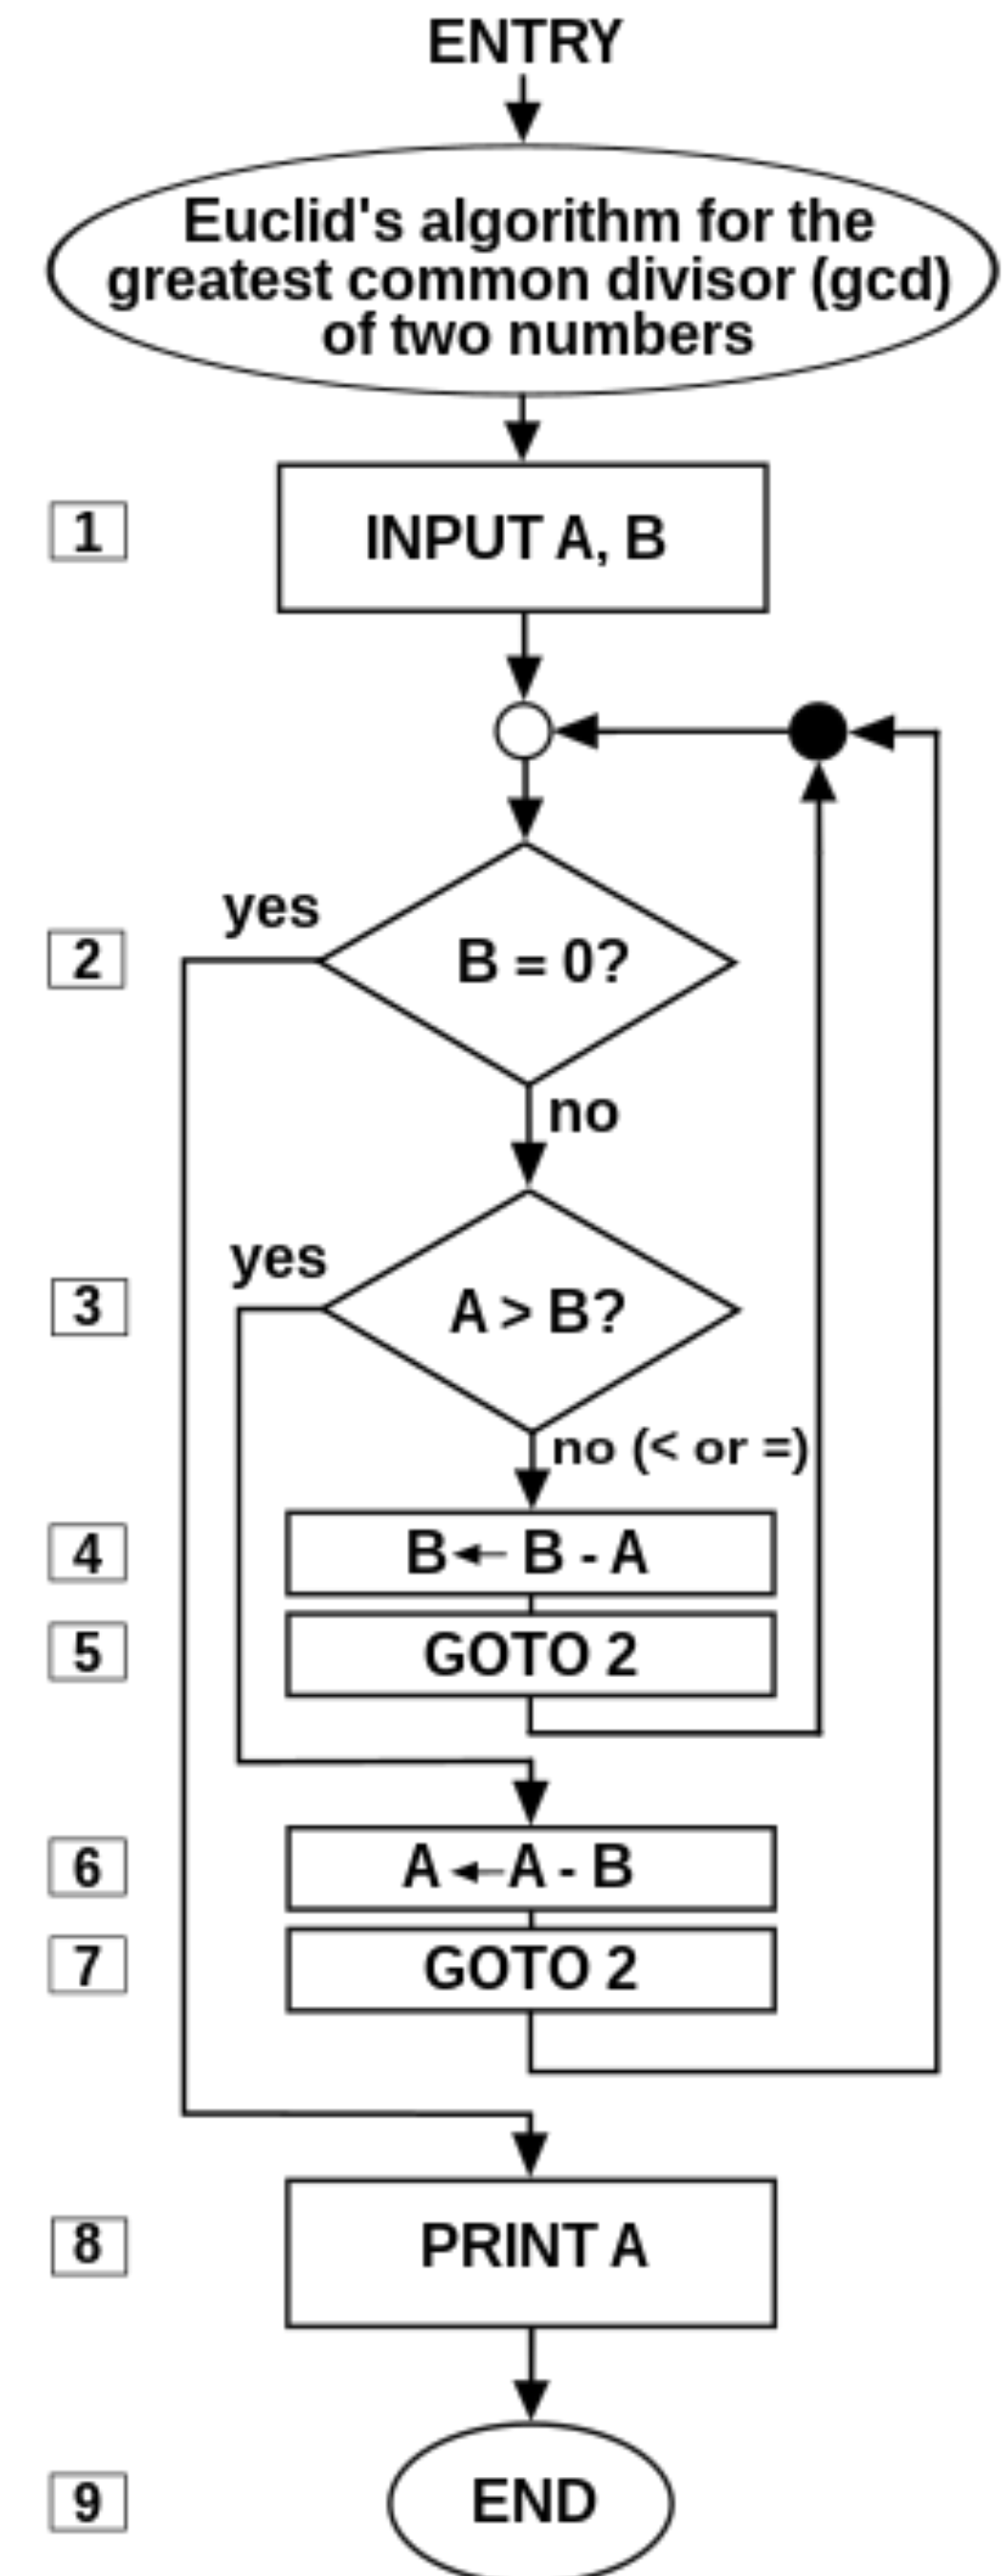 ENTRY
Euclid's algorithm for the
greatest common divisor (gcd)
of two numbers
1
INPUT A, B
yes
2
B = 0?
no
yes
3
A > B?
no (< or =)
4
B ← B - A
5
GOTO 2
6
A ← A - B
7
GOTO 2
8
PRINT A
9
END